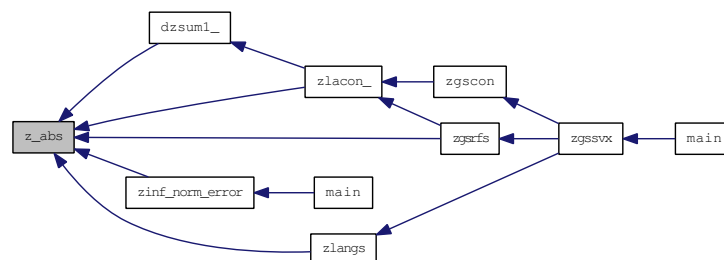 dzsum1_
zlacon_
zgscon
z_abs
zgsrfs
zgssvx
main
zinf_norm_error
main
zlangs